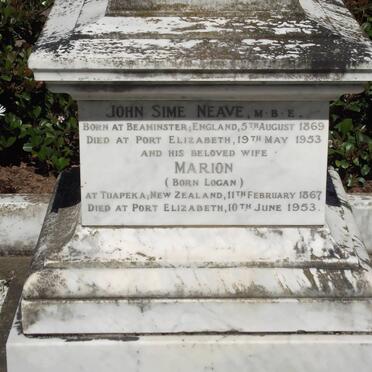 JOHN SIME NEAVE, M.B.E.
BORN AT BEAMINSTER, ENGLAND, 5TH AUGUST 1869
DIED AT PORT ELIZABETH, 19TH MAY 1953
AND HIS BELOVED WIFE
MARION
(BORN LOGAN)
AT TUAPEKA, NEW ZEALAND, 11TH FEBRUARY 1867
DIED AT PORT ELIZABETH, 10TH JUNE 1953.